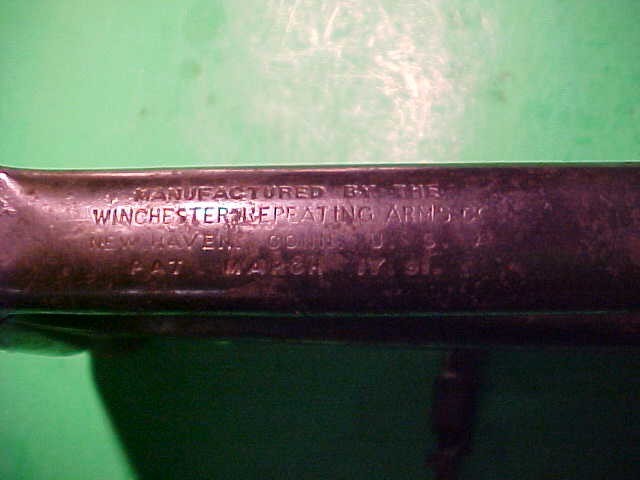 MANUFACTURED BY THE
WINCHESTER REPEATING ARMS CO
NEW HAVEN. CONN. U. S. A
PAT MARCH 17. 91.